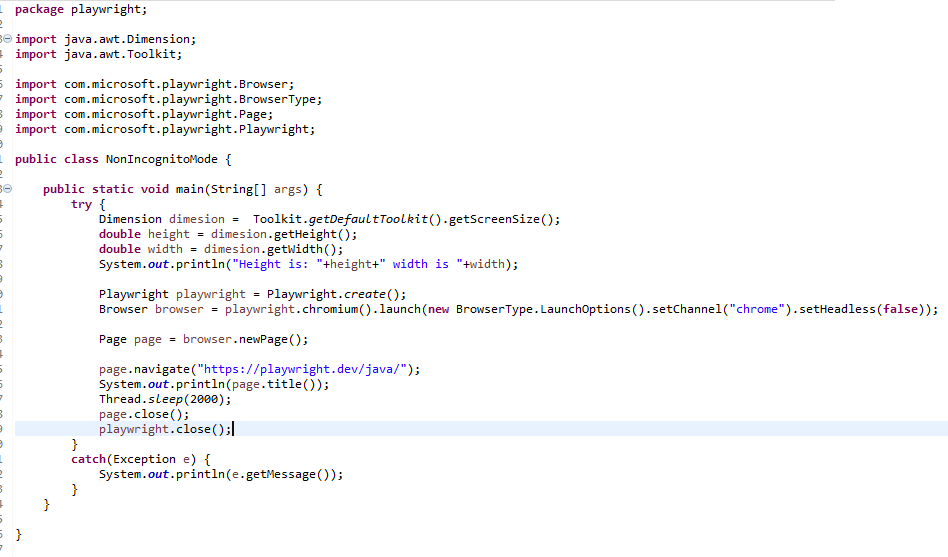 package playwright;
import java.awt.Dimension;
import java.awt.Toolkit;
import com.microsoft.playwright.Browser;
import com.microsoft.playwright.BrowserType;
import com.microsoft.playwright.Page;
import com.microsoft.playwright.Playwright;
public class NonIncognitoMode {
public static void main(String[] args) {
try {
Dimension dimesion =  Toolkit.getDefaultToolkit().getScreenSize();
double height = dimesion.getHeight();
double width = dimesion.getWidth();
System.out.println("Height is: "+height+" width is "+width);
Playwright playwright = Playwright.create();
Browser browser = playwright.chromium().launch(new BrowserType.LaunchOptions().setChannel("chrome").setHeadless(false));
Page page = browser.newPage();
page.navigate("https://playwright.dev/java/");
System.out.println(page.title());
Thread.sleep(2000);
page.close();
playwright.close();
}
catch(Exception e) {
System.out.println(e.getMessage());
}
}
}